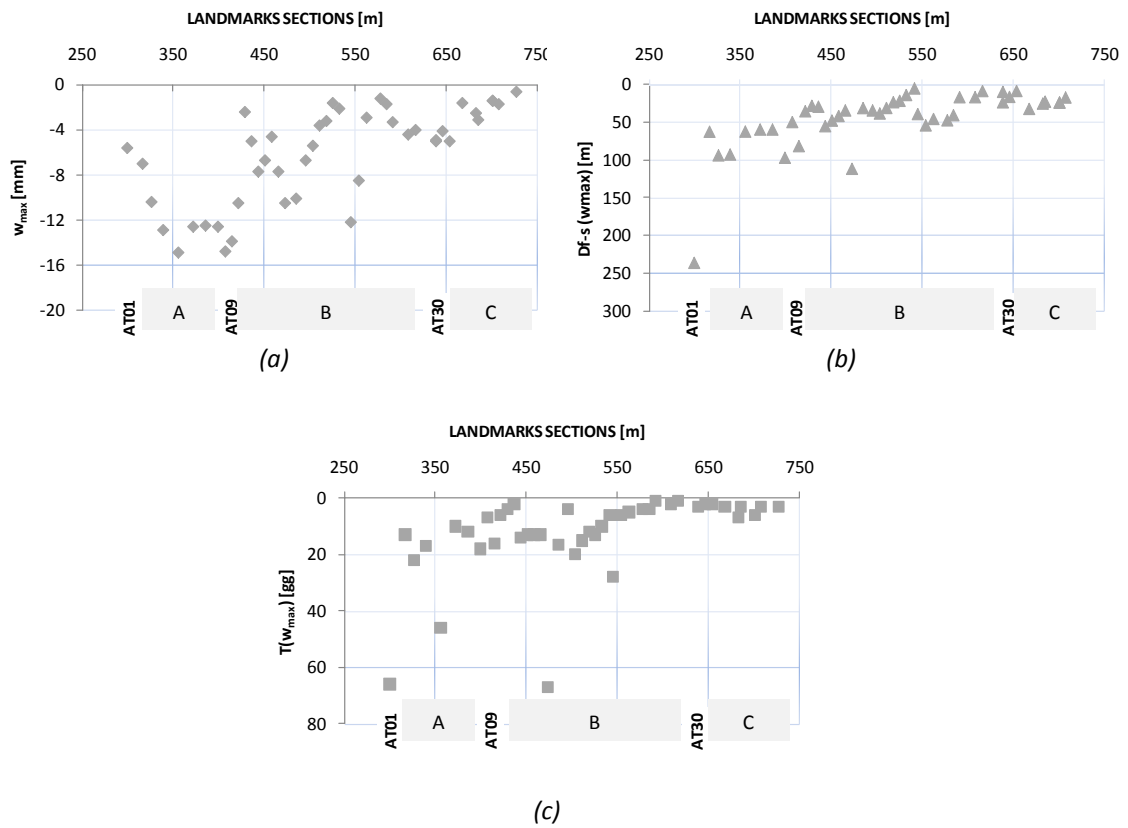 LANDMARKS SECTIONS [m]
250 350 450 550 650 750
0
-4
-8
-12
-16
-20
w_max [mm]
AT01 A AT09 B AT30 C
(a)
LANDMARKS SECTIONS [m]
250 350 450 550 650 750
0
50
100
150
200
250
300
Df-s (wmax) [m]
AT01 A AT09 B AT30 C
(b)
LANDMARKS SECTIONS [m]
250 350 450 550 650 750
0
20
40
60
80
T(w_max) [gg]
AT01 A AT09 B AT30 C
(c)